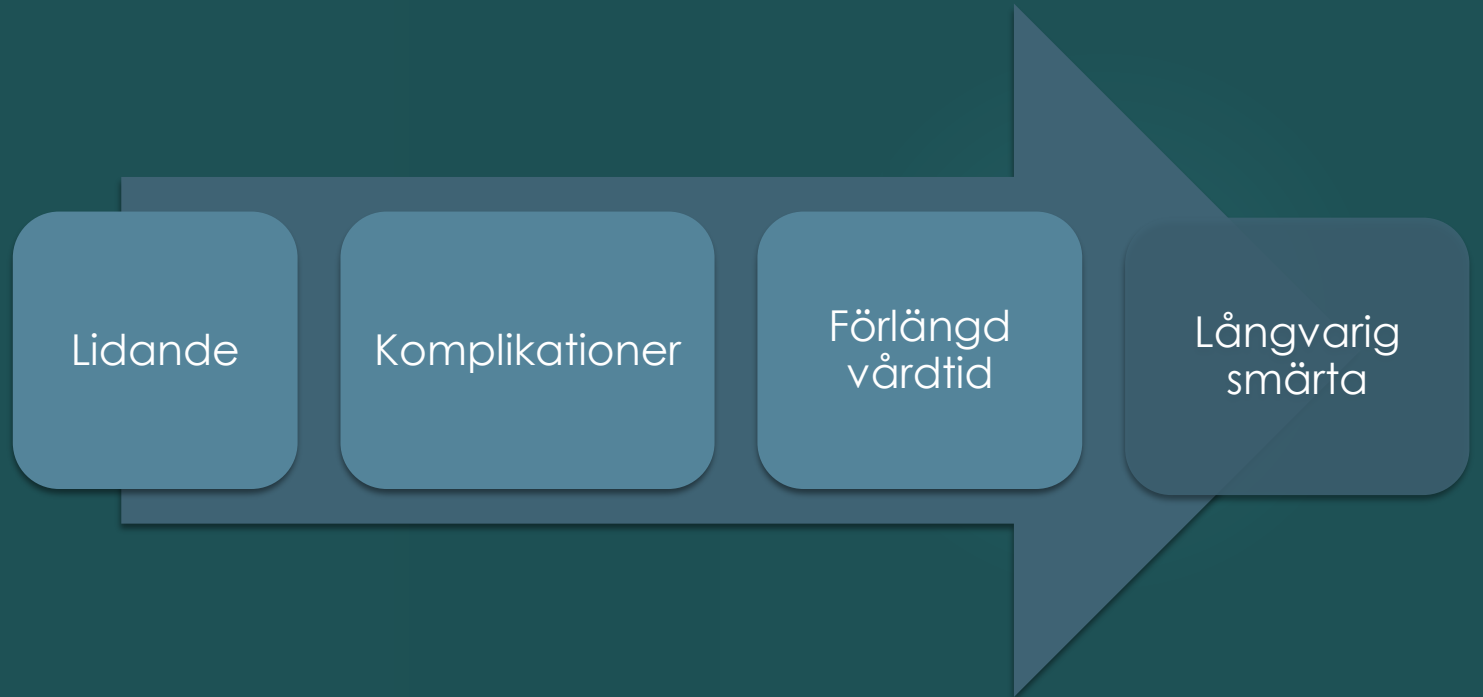 Lidande
Komplikationer
Förlängd
vårdtid
Långvarig
smärta